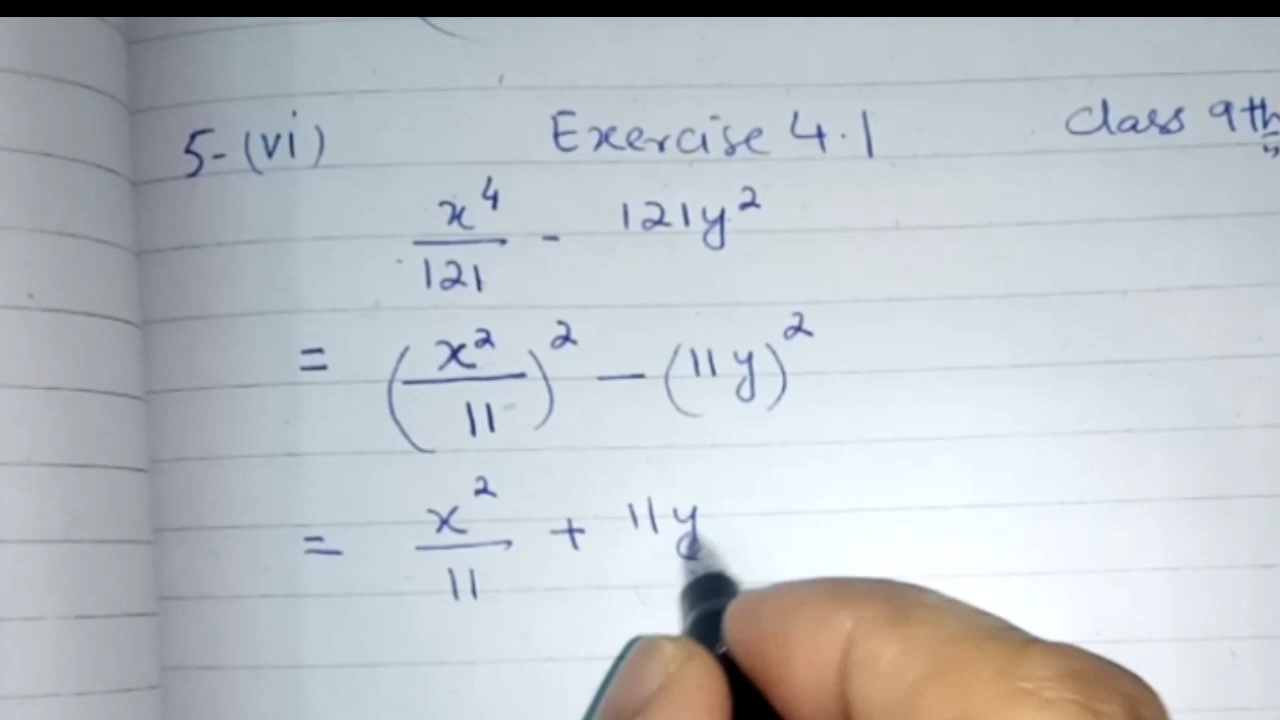 5-(vi) Exercise 4.1 Class 9th
x⁴/121 - 121y²
= (x²/11)² - (11y)²
= x²/11 + 11y